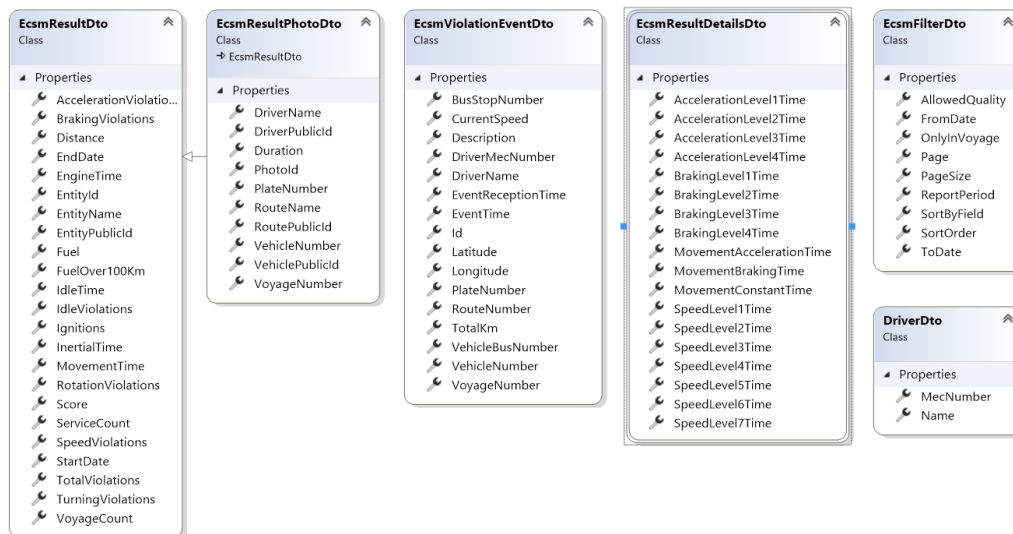 EcsmResultDto
Class
Properties
AccelerationViolatio...
BrakingViolations
Distance
EndDate
EngineTime
EntityId
EntityName
EntityPublicId
Fuel
FuelOver100Km
IdleTime
IdleViolations
Ignitions
InertialTime
MovementTime
RotationViolations
Score
ServiceCount
SpeedViolations
StartDate
TotalViolations
TurningViolations
VoyageCount
EcsmResultPhotoDto
Class
EcsmResultDto
Properties
DriverName
DriverPublicId
Duration
PhotoId
PlateNumber
RouteName
RoutePublicId
VehicleNumber
VehiclePublicId
VoyageNumber
EcsmViolationEventDto
Class
Properties
BusStopNumber
CurrentSpeed
Description
DriverMecNumber
DriverName
EventReceptionTime
EventTime
Id
Latitude
Longitude
PlateNumber
RouteNumber
TotalKm
VehicleBusNumber
VehicleNumber
VoyageNumber
EcsmResultDetailsDto
Class
Properties
AccelerationLevel1Time
AccelerationLevel2Time
AccelerationLevel3Time
AccelerationLevel4Time
BrakingLevel1Time
BrakingLevel2Time
BrakingLevel3Time
BrakingLevel4Time
MovementAccelerationTime
MovementBrakingTime
MovementConstantTime
SpeedLevel1Time
SpeedLevel2Time
SpeedLevel3Time
SpeedLevel4Time
SpeedLevel5Time
SpeedLevel6Time
SpeedLevel7Time
EcsmFilterDto
Class
Properties
AllowedQuality
FromDate
OnlyInVoyage
Page
PageSize
ReportPeriod
SortByField
SortOrder
ToDate
DriverDto
Class
Properties
MecNumber
Name